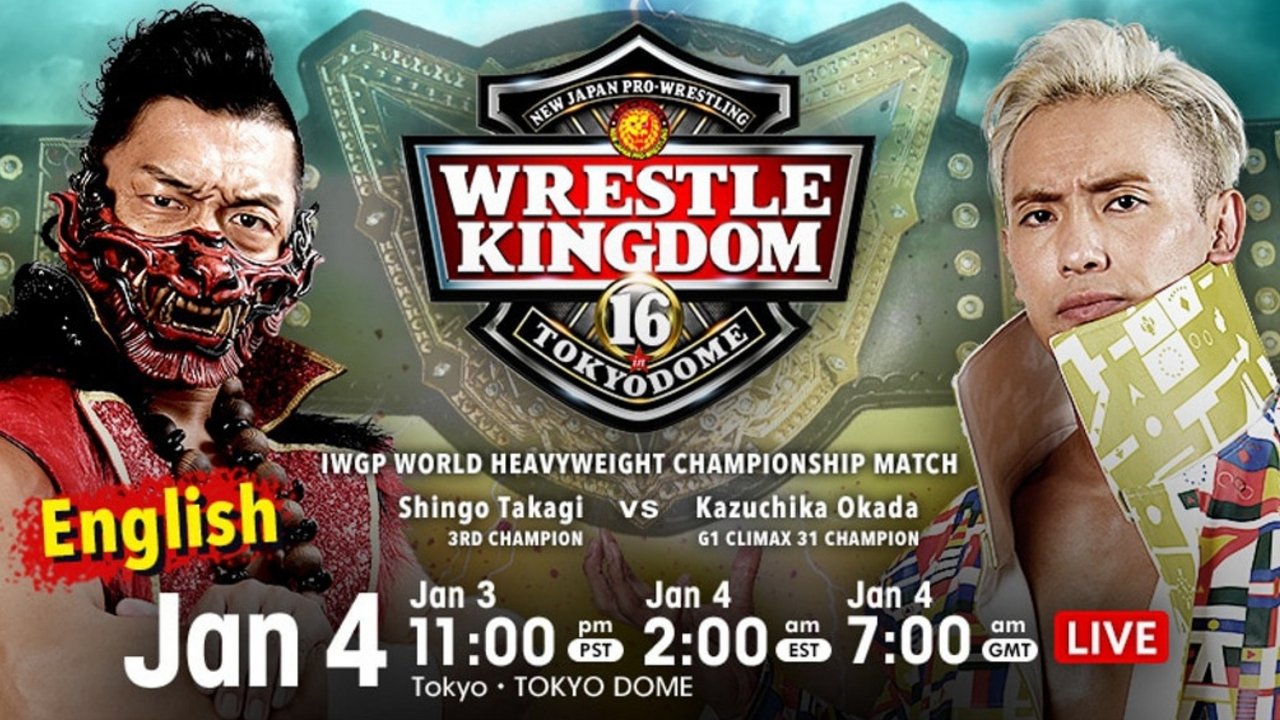 NEW JAPAN PRO-WRESTLING
WRESTLE
KINGDOM
16
in
TOKYO DOME
IWGP WORLD HEAVYWEIGHT CHAMPIONSHIP MATCH
Shingo Takagi VS Kazuchika Okada
3RD CHAMPION G1 CLIMAX 31 CHAMPION
English
Jan 4
Jan 3 Jan 4 Jan 4
11:00 pm PST 2:00 am EST 7:00 am GMT LIVE
Tokyo・TOKYO DOME